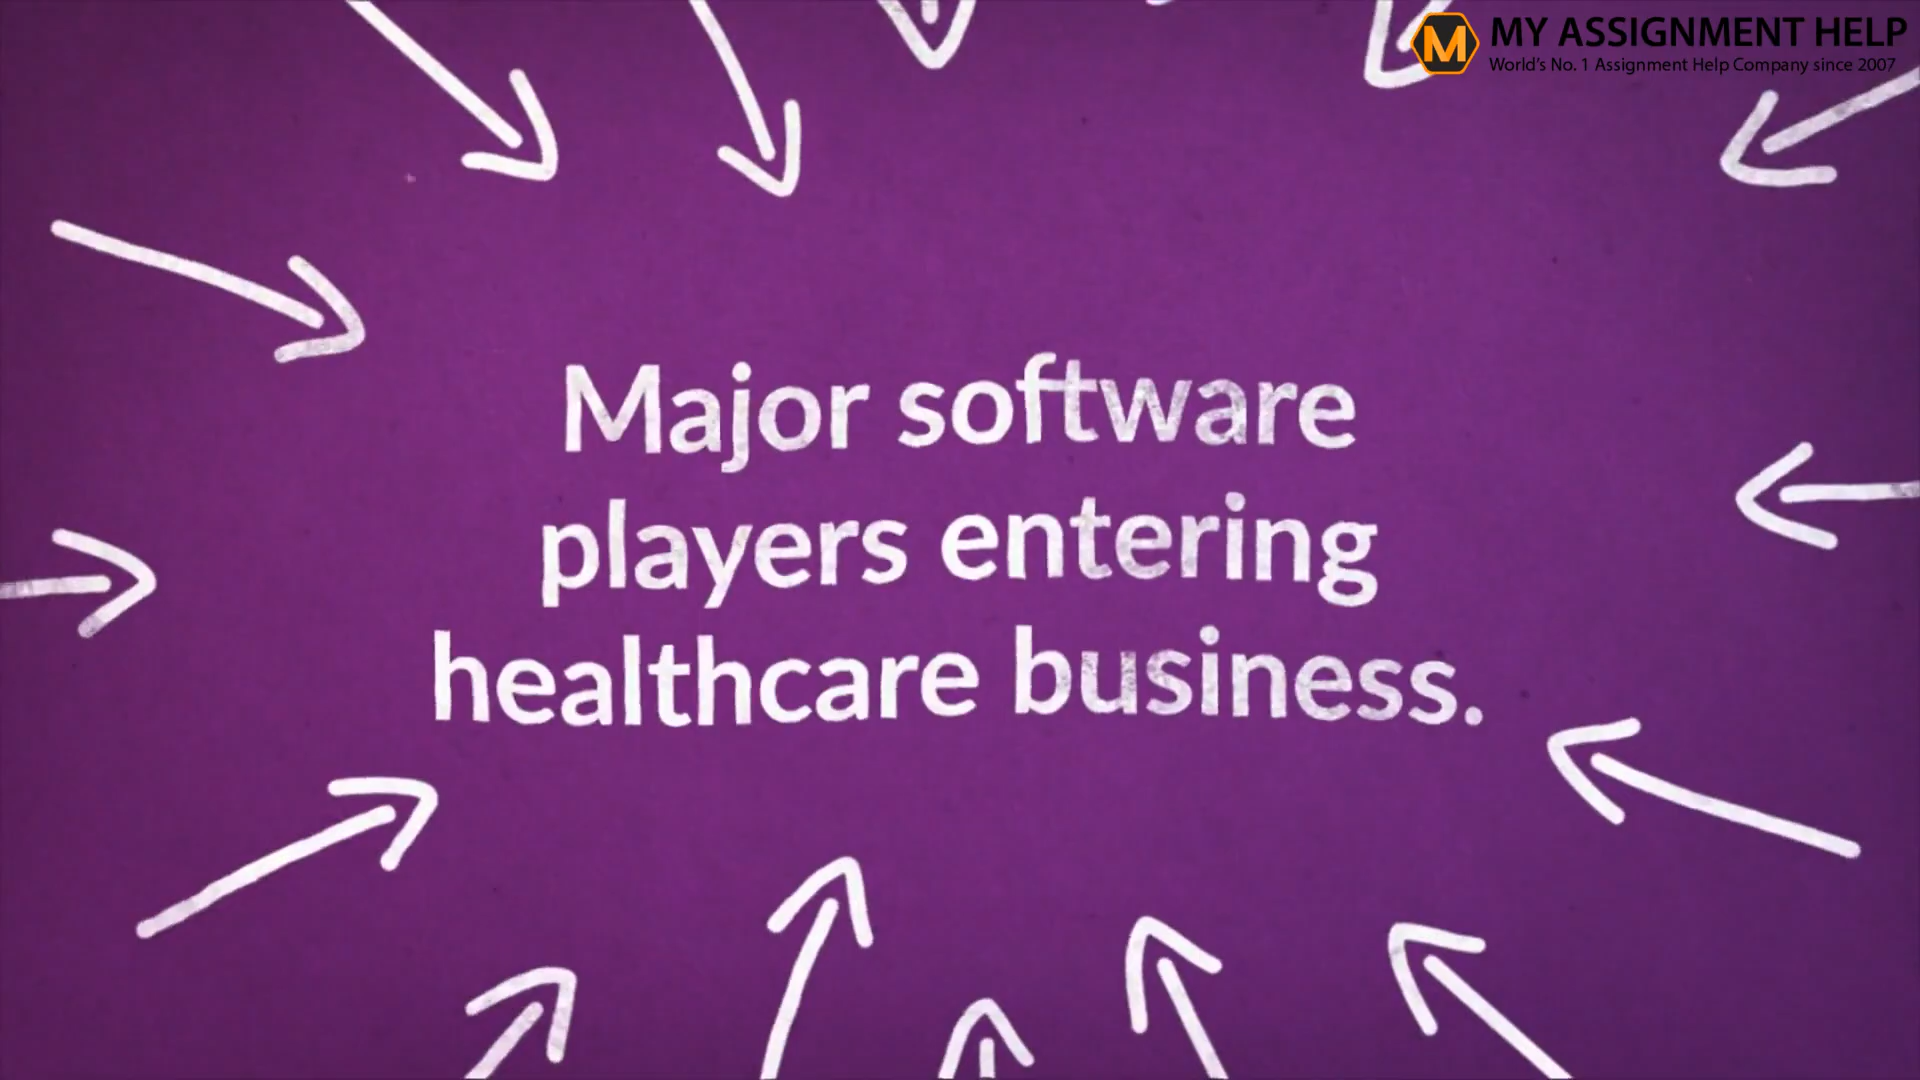 M MY ASSIGNMENT HELP
World's No. 1 Assignment Help Company since 2007
Major software
players entering
healthcare business.